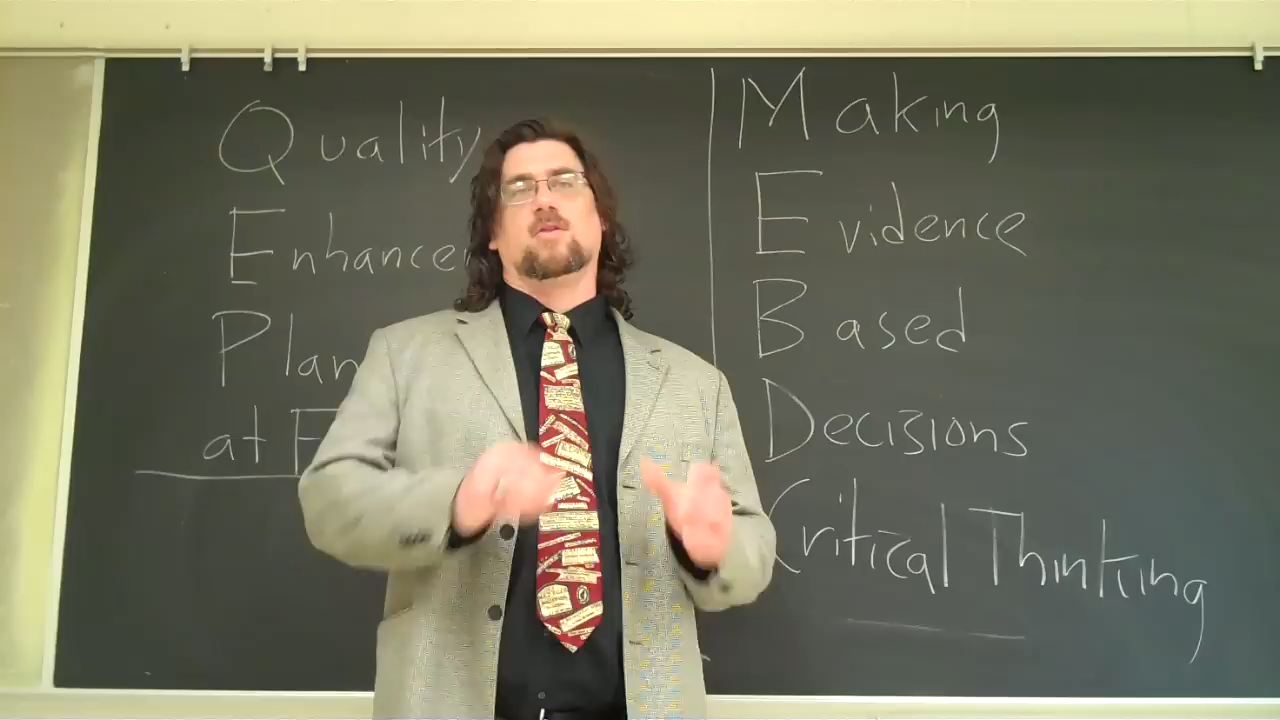 Quality
Enhance
Plan
at
Making
Evidence
Based
Decisions
Critical Thinking